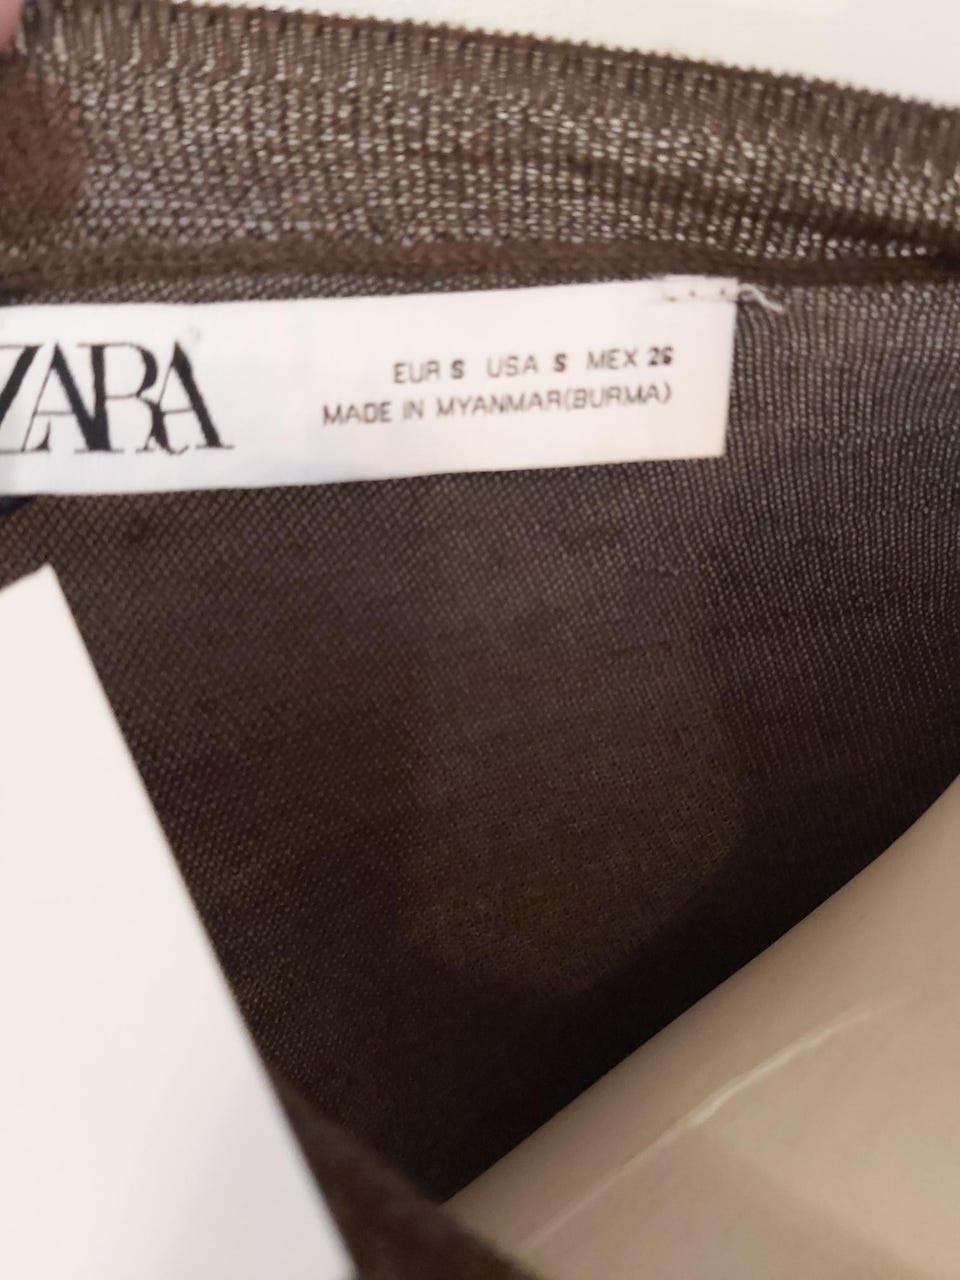 ZARA
EUR S USA S MEX 26
MADE IN MYANMAR(BURMA)